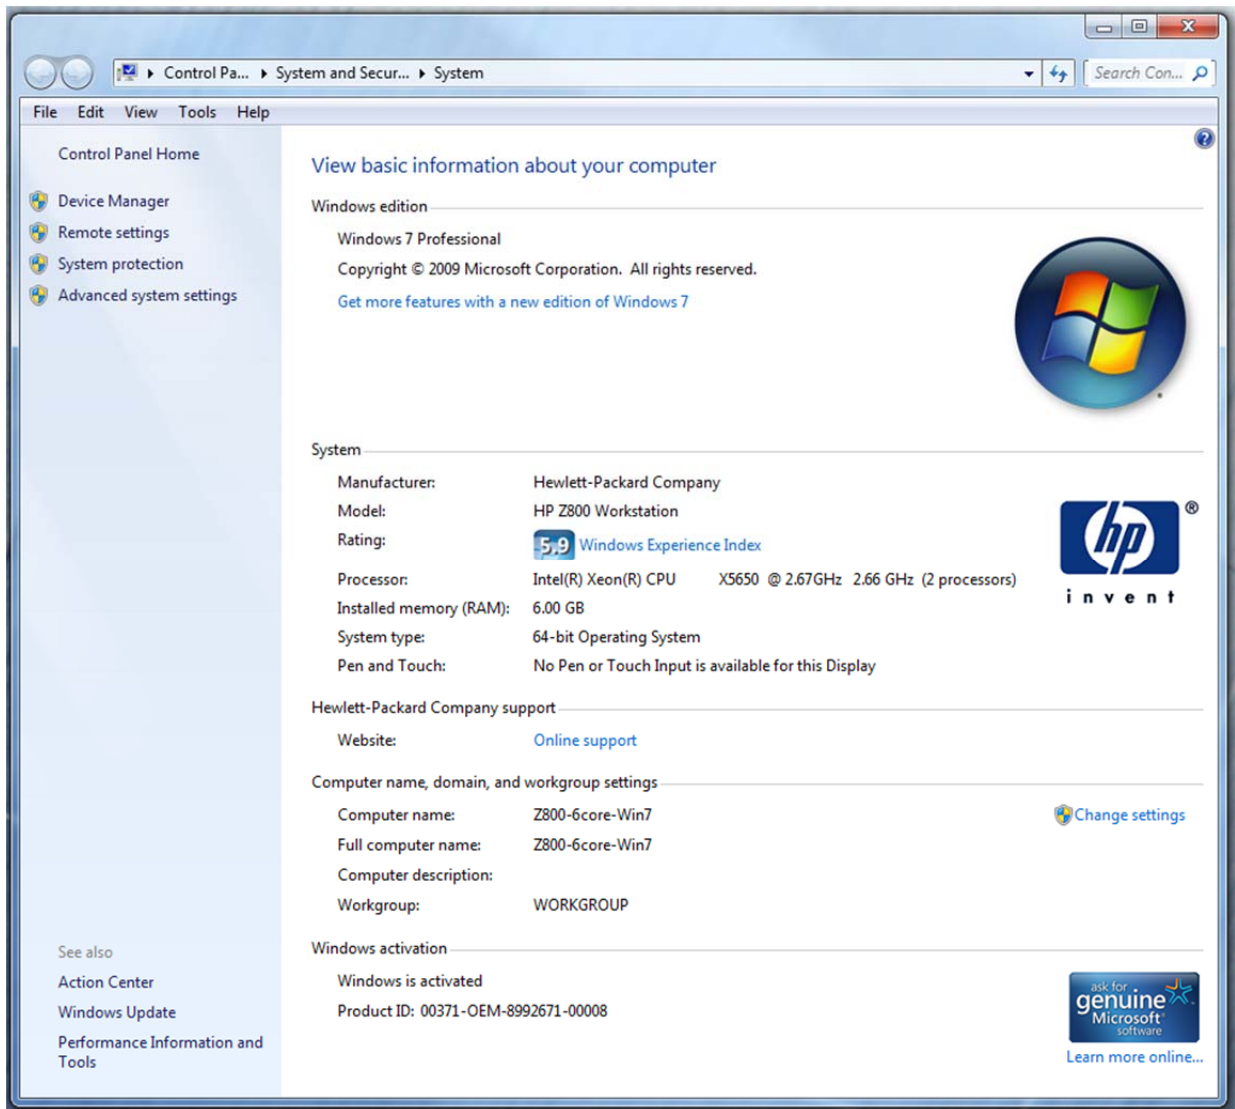 Control Pa... ▸ System and Secur... ▸ System
Search Con...
File Edit View Tools Help
Control Panel Home
Device Manager
Remote settings
System protection
Advanced system settings
See also
Action Center
Windows Update
Performance Information and
Tools
View basic information about your computer
Windows edition
Windows 7 Professional
Copyright © 2009 Microsoft Corporation. All rights reserved.
Get more features with a new edition of Windows 7
System
Manufacturer: Hewlett-Packard Company
Model: HP Z800 Workstation
Rating: 5.9 Windows Experience Index
Processor: Intel(R) Xeon(R) CPU X5650 @ 2.67GHz 2.66 GHz (2 processors)
Installed memory (RAM): 6.00 GB
System type: 64-bit Operating System
Pen and Touch: No Pen or Touch Input is available for this Display
hp ®
invent
Hewlett-Packard Company support
Website: Online support
Computer name, domain, and workgroup settings
Computer name: Z800-6core-Win7 Change settings
Full computer name: Z800-6core-Win7
Computer description:
Workgroup: WORKGROUP
Windows activation
Windows is activated
Product ID: 00371-OEM-8992671-00008
ask for
genuine
Microsoft
software
Learn more online...